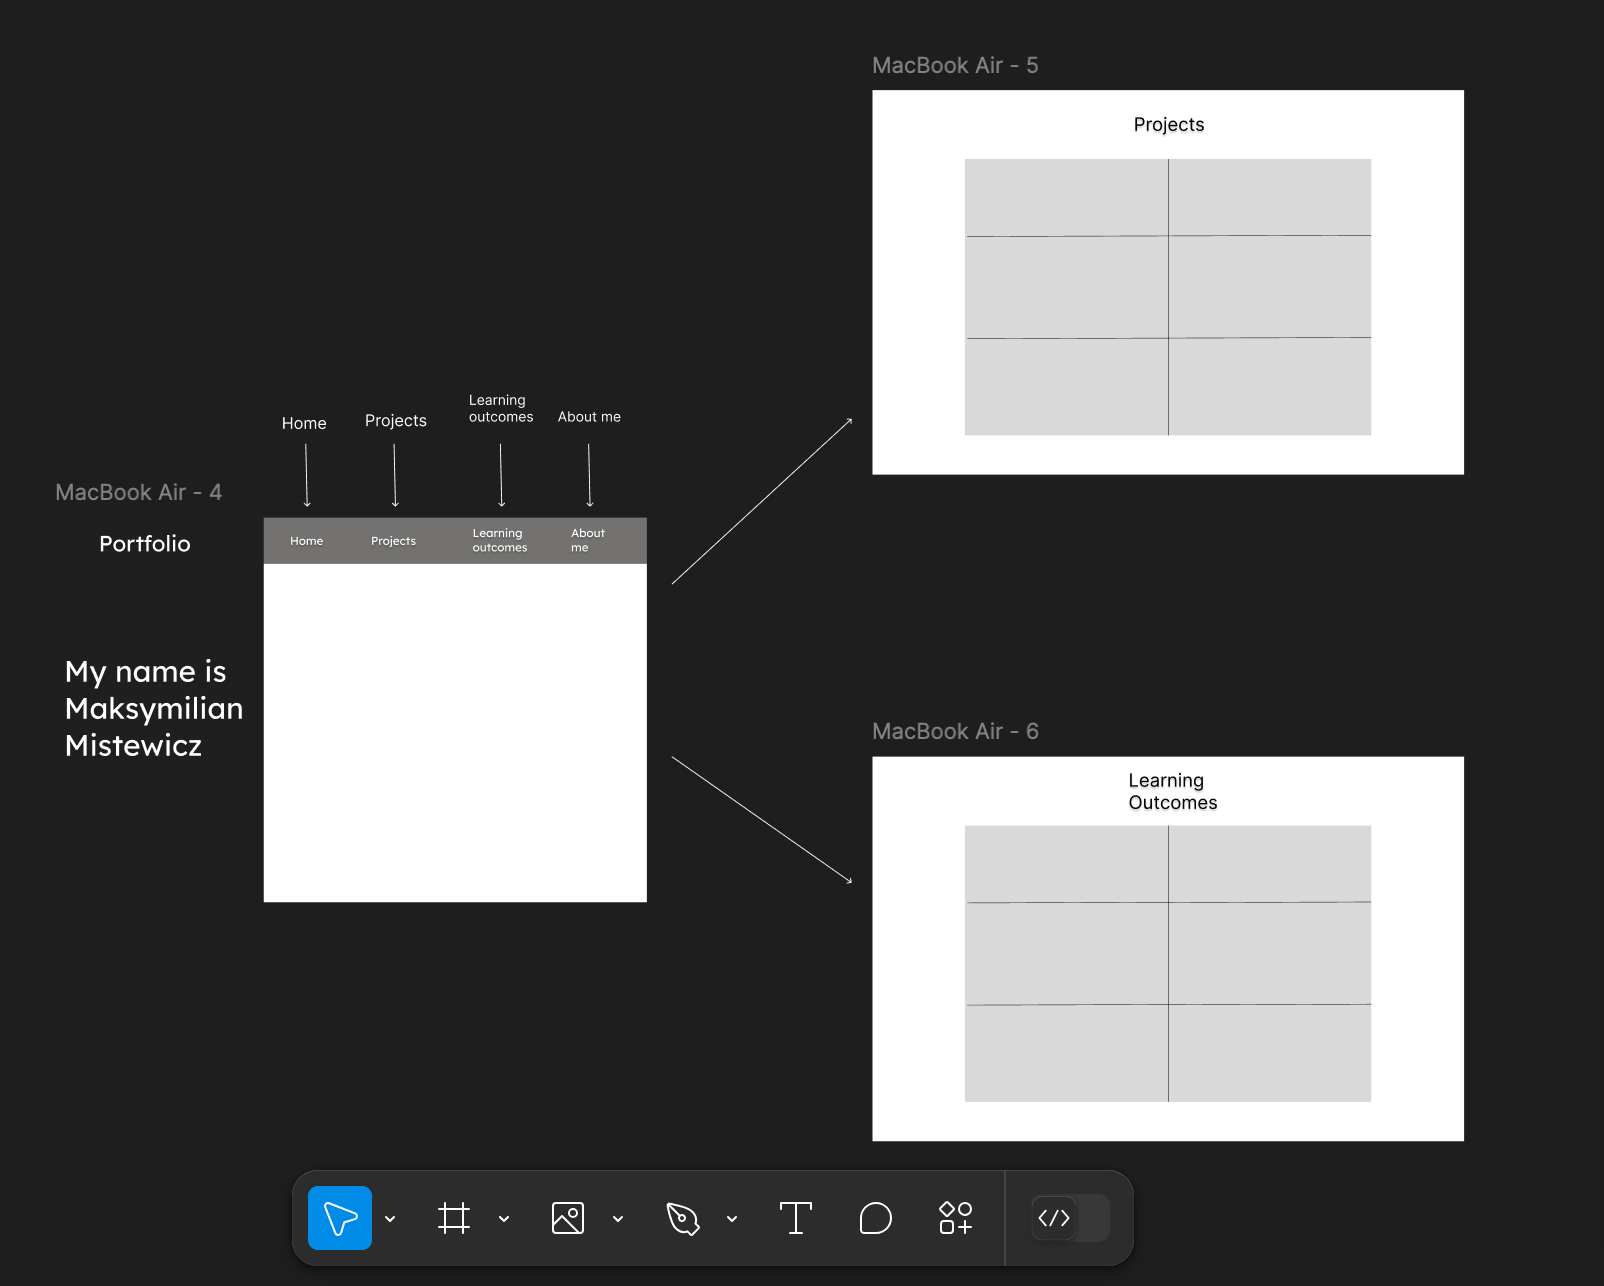 MacBook Air - 5
Projects
Home
Projects
Learning
outcomes
About me
MacBook Air - 4
Portfolio
Home
Projects
Learning
outcomes
About
me
My name is
Maksymilian
Mistewicz
MacBook Air - 6
Learning
Outcomes